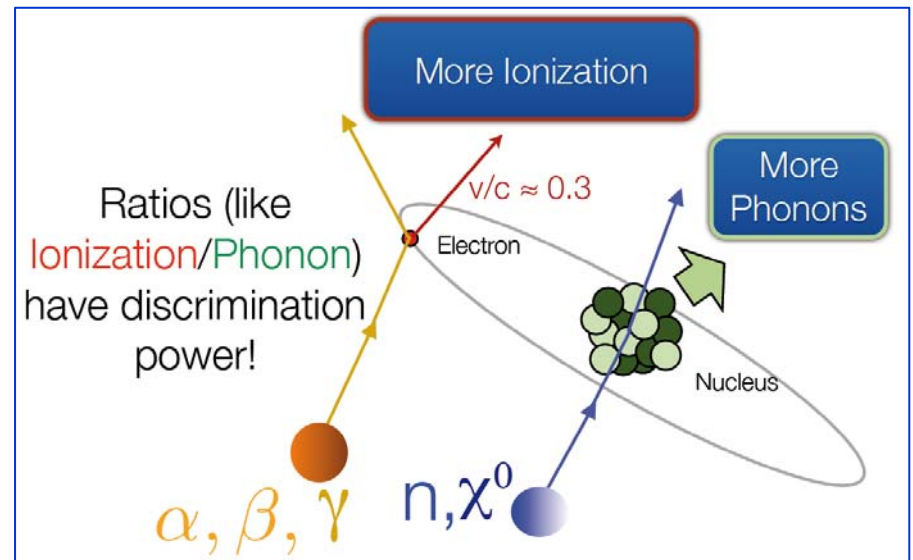 More Ionization
More
Phonons
v/c ≈ 0.3
Ratios (like
Ionization/Phonon)
have discrimination
power!
Electron
Nucleus
α, β, γ
n,χ⁰